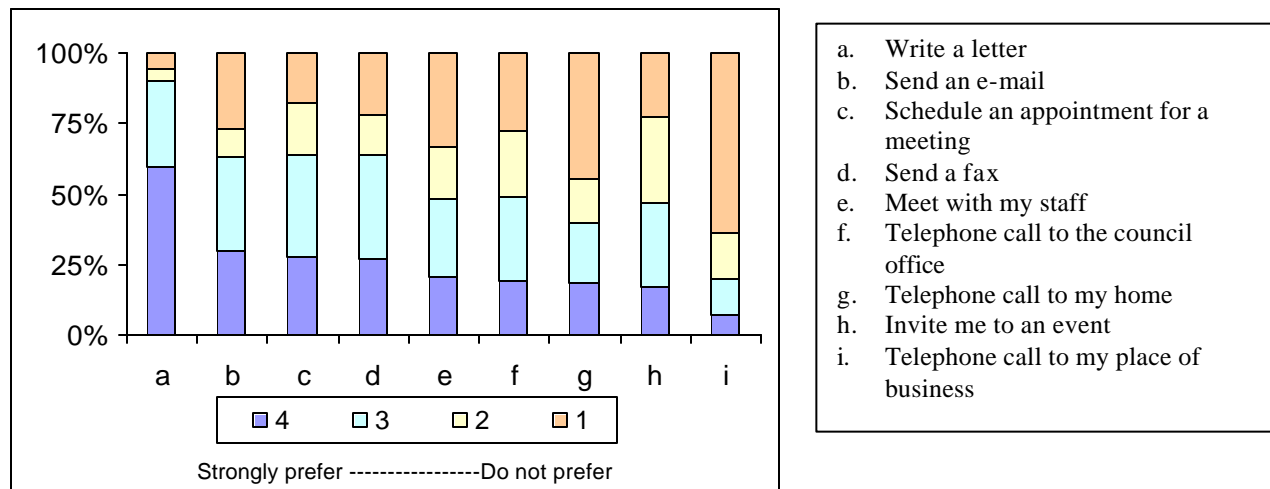 100%
75%
50%
25%
0%
a b c d e f g h i
4 3 2 1
Strongly prefer -----------------Do not prefer
a. Write a letter
b. Send an e-mail
c. Schedule an appointment for a
meeting
d. Send a fax
e. Meet with my staff
f. Telephone call to the council
office
g. Telephone call to my home
h. Invite me to an event
i. Telephone call to my place of
business